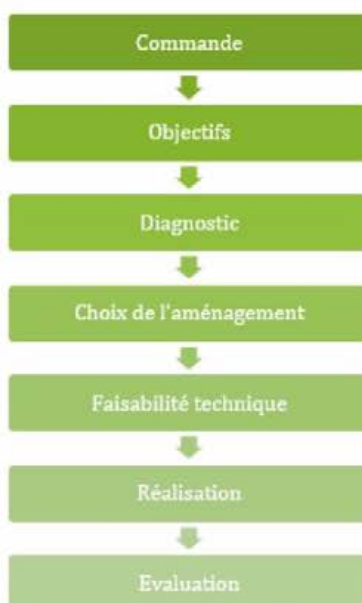 Commande
Objectifs
Diagnostic
Choix de l'aménagement
Faisabilité technique
Réalisation
Evaluation